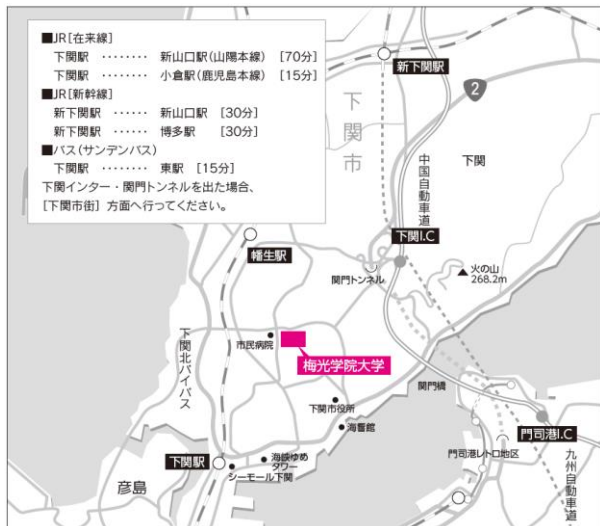 ■JR[在来線]
下関駅 ········ 新山口駅(山陽本線) [70分]
下関駅 ········ 小倉駅(鹿児島本線) [15分]
■JR[新幹線]
新下関駅 ······ 新山口駅 [30分]
新下関駅 ······ 博多駅 [30分]
■バス(サンデンバス)
下関駅 ········ 東駅 [15分]
下関インター・関門トンネルを出た場合、
[下関市街] 方面へ行ってください。
新下関駅
2
下関市
下関
中国自動車道
下関I.C
幡生駅
関門トンネル
火の山
268.2m
下関北バイパス
市民病院
梅光学院大学
関門橋
下関市役所
海響館
門司港I.C
門司港レトロ地区
九州自動車道
下関駅
海峡ゆめ
タワー
シーモール下関
彦島